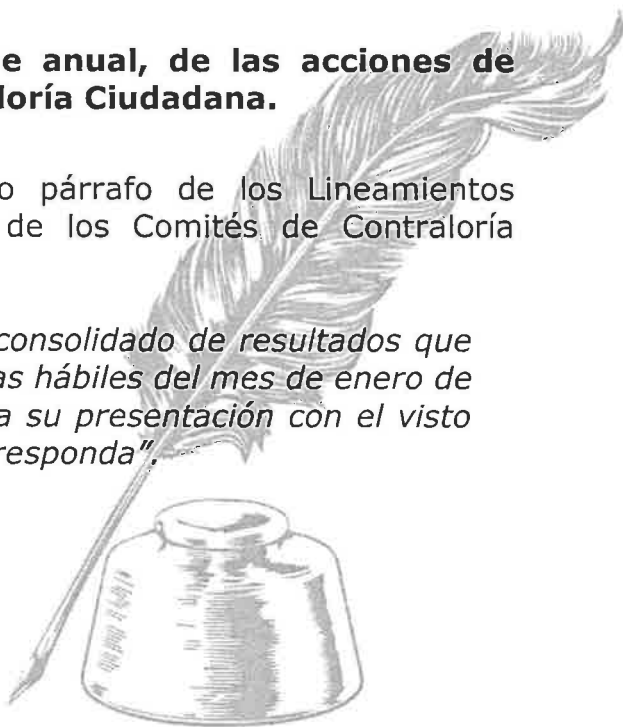 e anual, de las acciones de
loría Ciudadana.
o párrafo de los Lineamientos
de los Comités de Contraloría
consolidado de resultados que
as hábiles del mes de enero de
a su presentación con el visto
responda”.